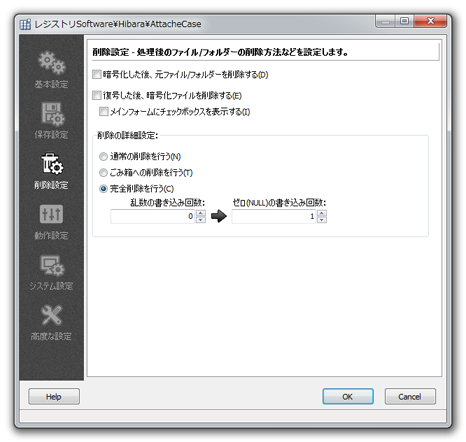 レジストリSoftware¥Hibara¥AttacheCase
基本設定
保存設定
削除設定
動作設定
システム設定
高度な設定
削除設定 - 処理後のファイル/フォルダーの削除方法などを設定します。
暗号化した後、元ファイル/フォルダーを削除する(D)
復号した後、暗号化ファイルを削除する(E)
メインフォームにチェックボックスを表示する(I)
削除の詳細設定:
通常の削除を行う(N)
ごみ箱への削除を行う(T)
完全削除を行う(C)
乱数の書き込み回数: ゼロ(NULL)の書き込み回数:
0 1
Help OK Cancel